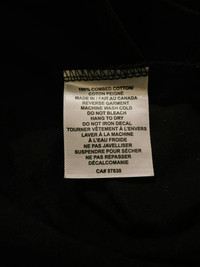 100% COMBED COTTON/
COTON PEIGNÉ
MADE IN / FAIT AU CANADA
REVERSE GARMENT
MACHINE WASH COLD
DO NOT BLEACH
HANG TO DRY
DO NOT IRON DECAL
TOURNER VÊTEMENT À L'ENVERS
LAVER À LA MACHINE
À L'EAU FROIDE
NE PAS JAVELLISER
SUSPENDRE POUR SÉCHER
NE PAS REPASSER
DÉCALCOMANIE
CA# 07630